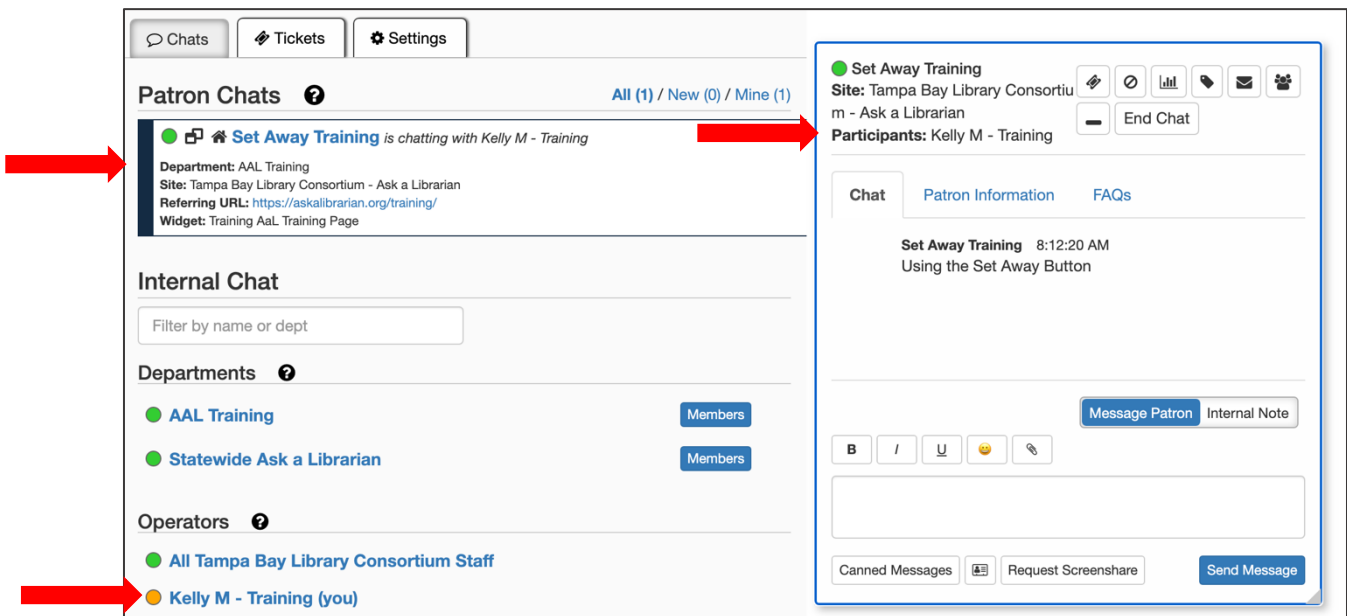 Chats
Tickets
Settings
Patron Chats
All (1) / New (0) / Mine (1)
Set Away Training is chatting with Kelly M - Training
Department: AAL Training
Site: Tampa Bay Library Consortium - Ask a Librarian
Referring URL: https://askalibrarian.org/training/
Widget: Training AaL Training Page
Internal Chat
Filter by name or dept
Departments
AAL Training
Members
Statewide Ask a Librarian
Members
Operators
All Tampa Bay Library Consortium Staff
Kelly M - Training (you)
Set Away Training
Site: Tampa Bay Library Consortiu
m - Ask a Librarian
Participants: Kelly M - Training
End Chat
Chat
Patron Information
FAQs
Set Away Training 8:12:20 AM
Using the Set Away Button
Message Patron
Internal Note
B
I
U
Canned Messages
Request Screenshare
Send Message